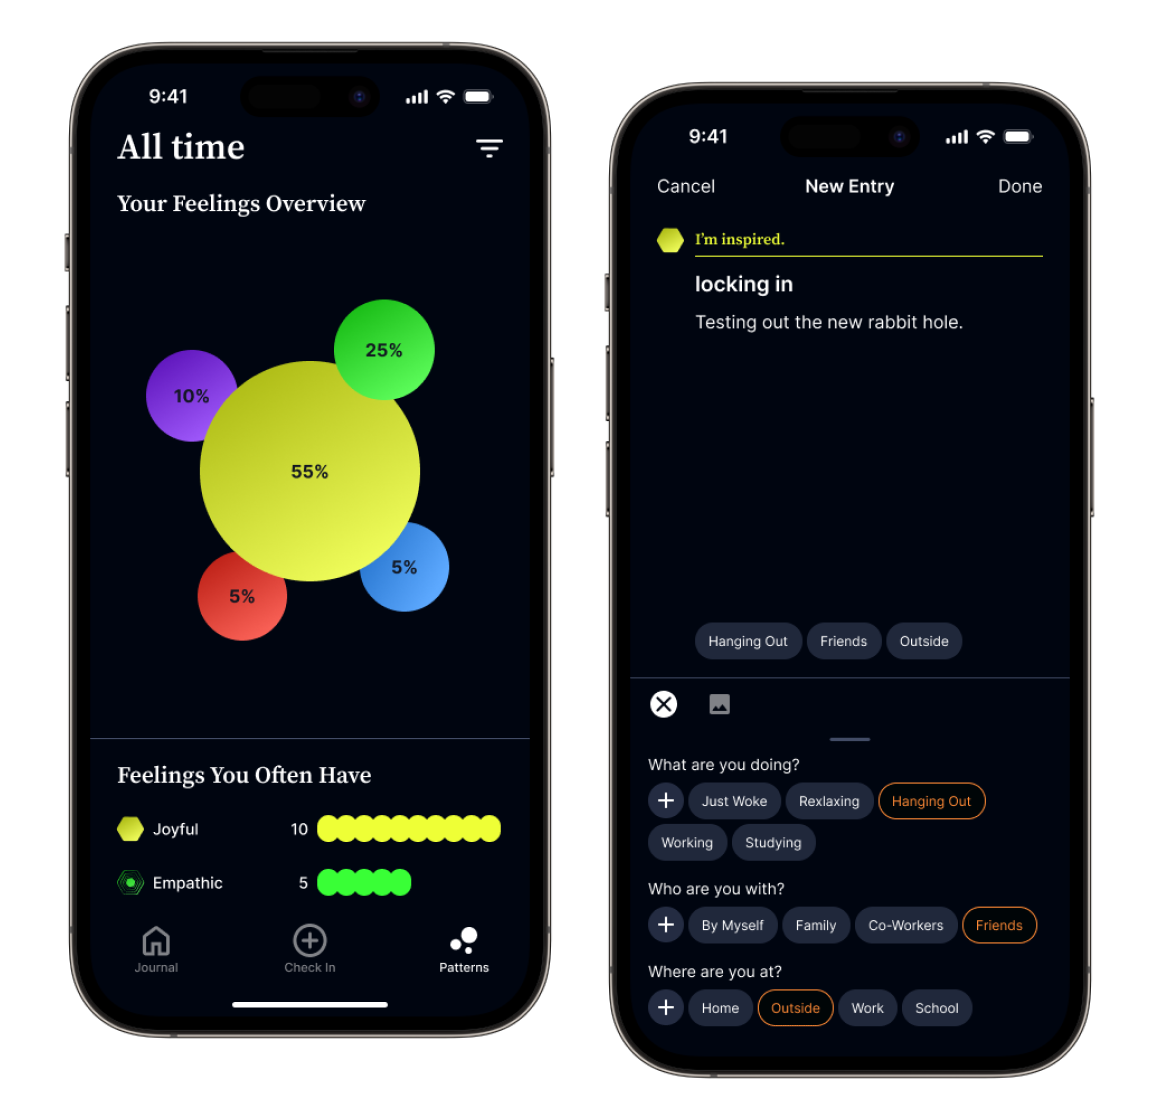 9:41
All time
Your Feelings Overview
25%
10%
55%
5%
5%
Feelings You Often Have
Joyful 10
Empathic 5
Journal Check In Patterns
9:41
Cancel New Entry Done
I'm inspired.
locking in
Testing out the new rabbit hole.
Hanging Out Friends Outside
What are you doing?
+ Just Woke Rexlaxing Hanging Out
Working Studying
Who are you with?
+ By Myself Family Co-Workers Friends
Where are you at?
+ Home Outside Work School